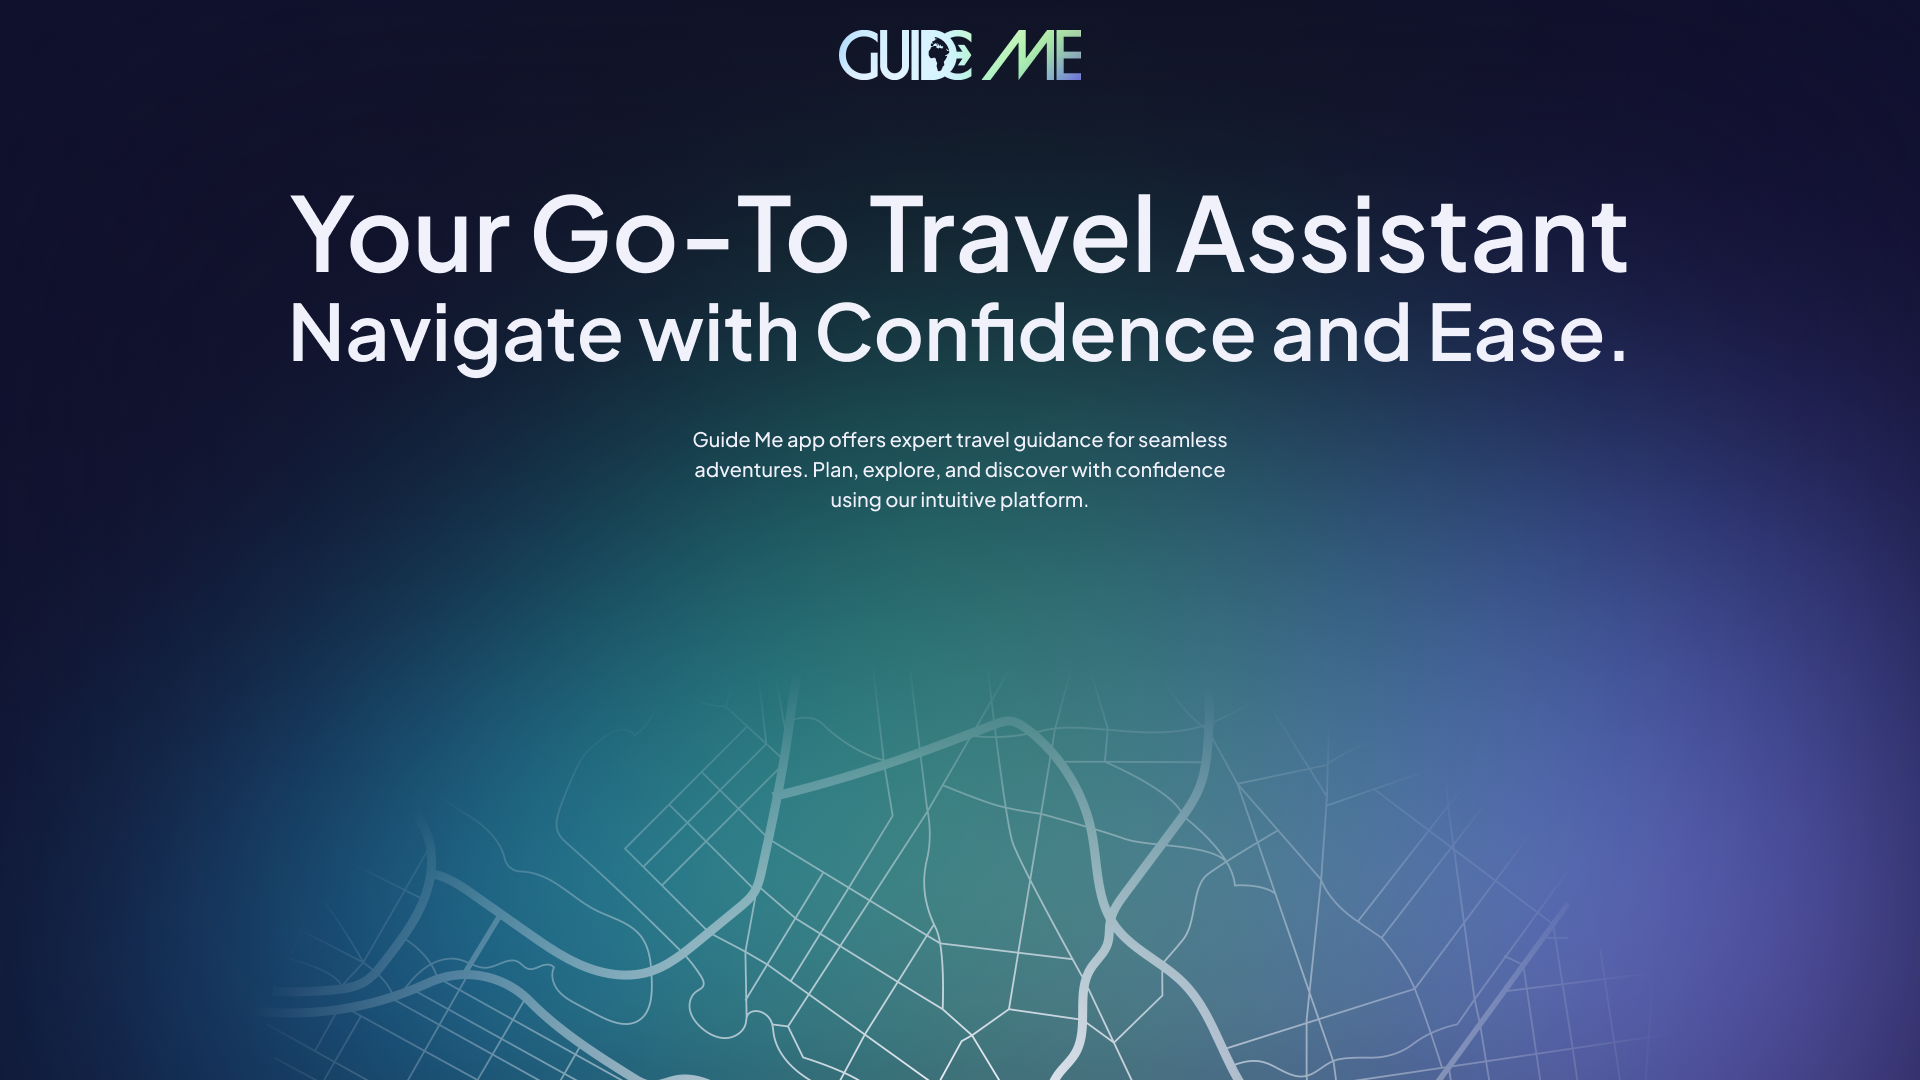 GUIDE ME
Your Go-To Travel Assistant
Navigate with Confidence and Ease.
Guide Me app offers expert travel guidance for seamless
adventures. Plan, explore, and discover with confidence
using our intuitive platform.